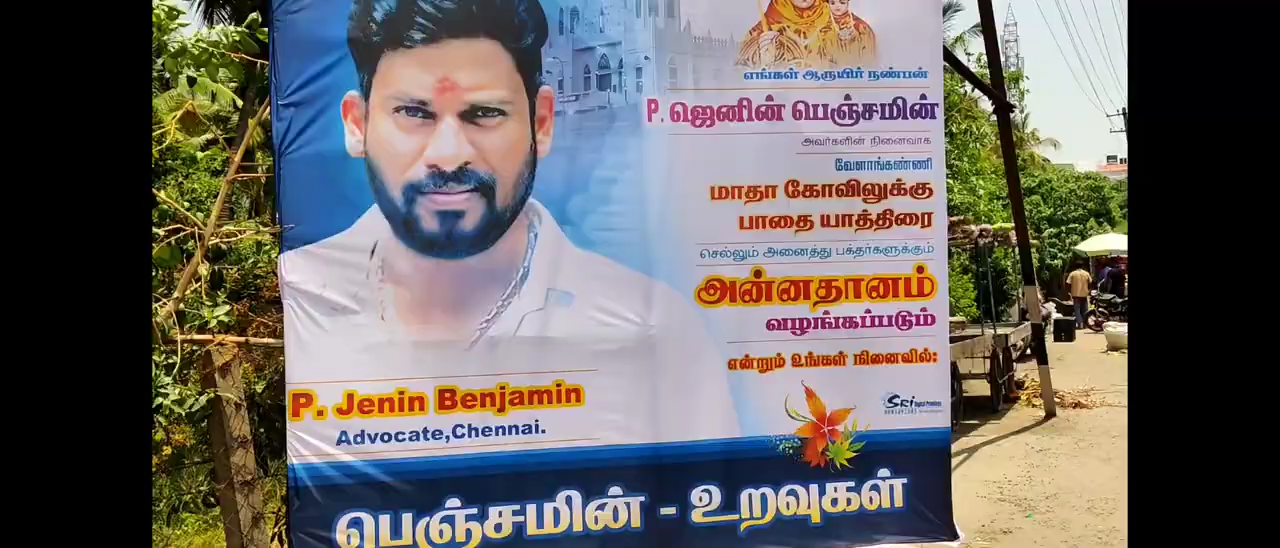 எங்கள் ஆருயிர் நண்பன்
P. ஜெனின் பெஞ்சமின்
அவர்களின் நினைவாக
வேளாங்கண்ணி
மாதா கோவிலுக்கு
பாதை யாத்திரை
செல்லும் அனைத்து பக்தர்களுக்கும்
அன்னதானம்
வழங்கப்படும்
என்றும் உங்கள் நினைவில்:
P. Jenin Benjamin
Advocate,Chennai.
SRI
பெஞ்சமின் - உறவுகள்